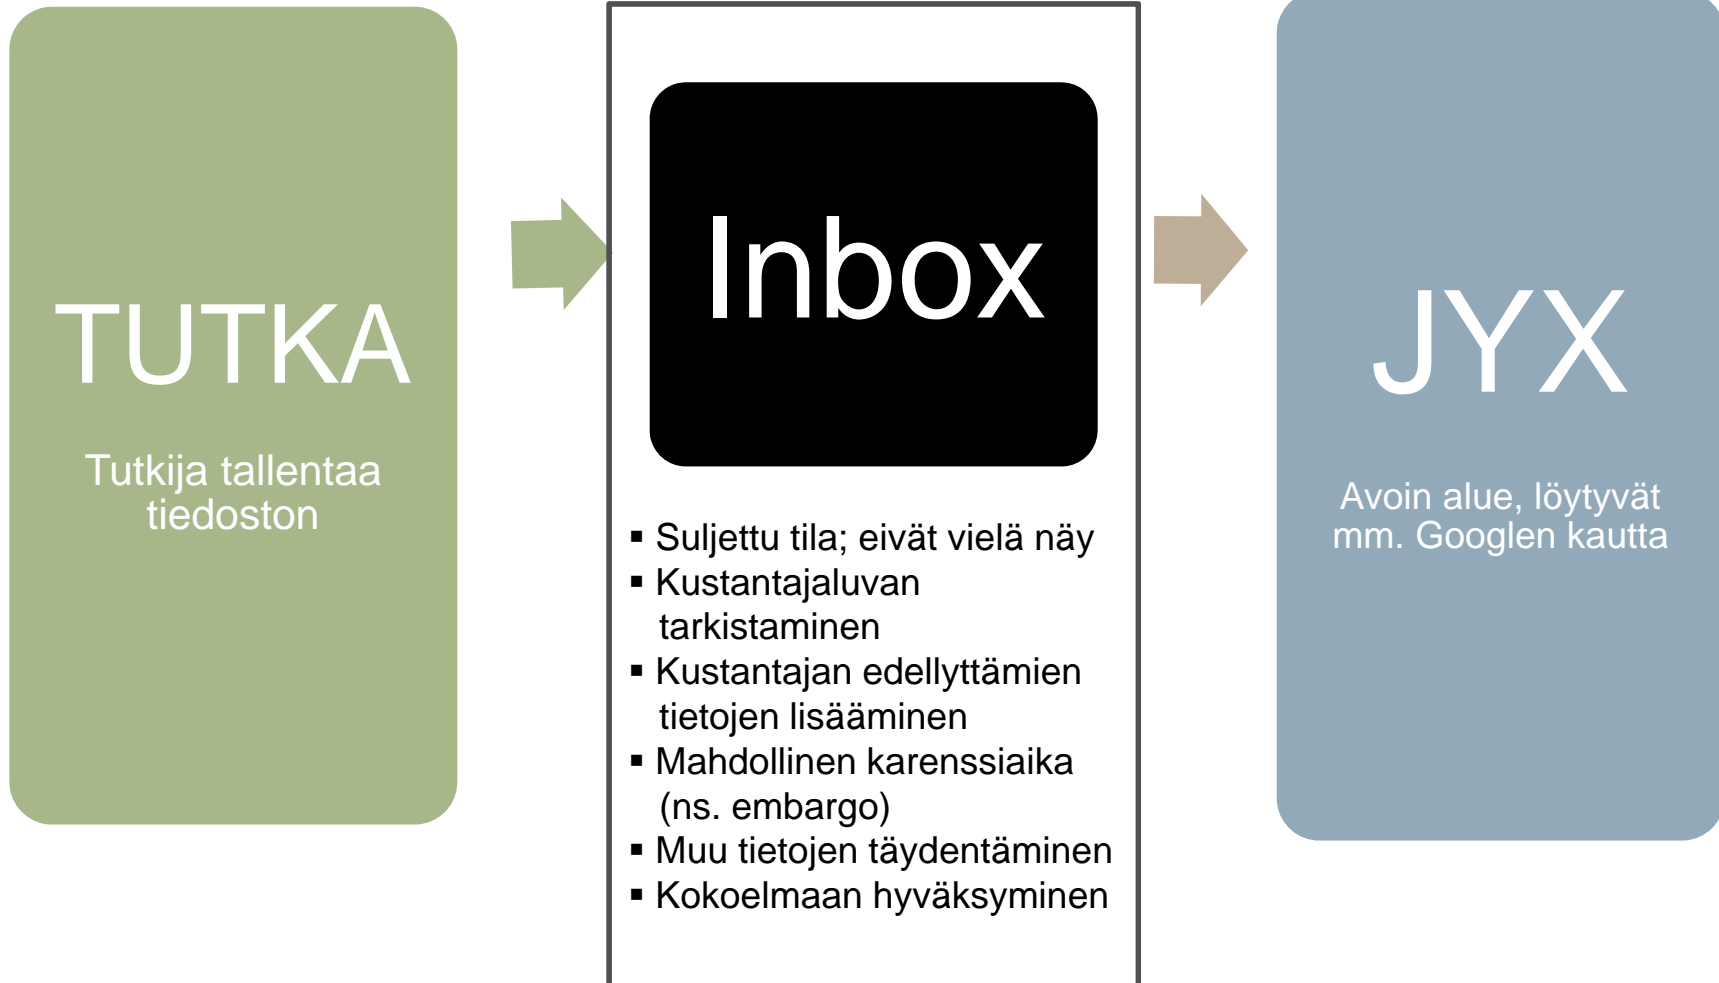 TUTKA
Tutkija tallentaa
tiedoston
Inbox
▪ Suljettu tila; eivät vielä näy
▪ Kustantajaluvan
tarkistaminen
▪ Kustantajan edellyttämien
tietojen lisääminen
▪ Mahdollinen karenssiaika
(ns. embargo)
▪ Muu tietojen täydentäminen
▪ Kokoelmaan hyväksyminen
JYX
Avoin alue, löytyvät
mm. Googlen kautta